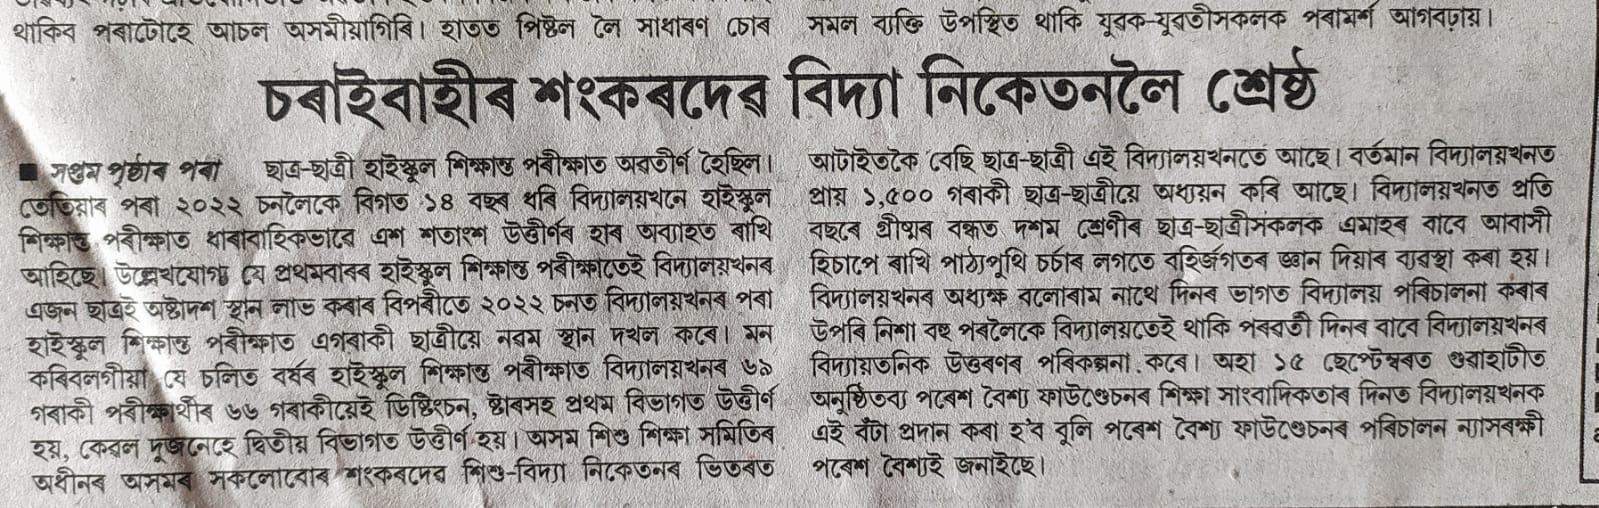 থাকিব পৰাটোহে আচল অসমীয়াগিৰি। হাতত পিষ্টল লৈ সাধাৰণ চোৰ
সমল ব্যক্তি উপস্থিত থাকি যুৱক-যুৱতীসকলক পৰামৰ্শ আগবঢ়ায়।
চৰাইবাহীৰ শংকৰদেৱ বিদ্যা নিকেতনলৈ শ্ৰেষ্ঠ
■ সপ্তম পৃষ্ঠাৰ পৰা ছাত্ৰ-ছাত্ৰী হাইস্কুল শিক্ষান্ত পৰীক্ষাত অৱতীৰ্ণ হৈছিল।
তেতিয়াৰ পৰা ২০২২ চনলৈকে বিগত ১৪ বছৰ ধৰি বিদ্যালয়খনে হাইস্কুল
শিক্ষান্ত পৰীক্ষাত ধাৰাবাহিকভাৱে এশ শতাংশ উত্তীৰ্ণৰ হাৰ অব্যাহত ৰাখি
আহিছে। উল্লেখযোগ্য যে প্ৰথমবাৰৰ হাইস্কুল শিক্ষান্ত পৰীক্ষাতেই বিদ্যালয়খনৰ
এজন ছাত্ৰই অষ্টাদশ স্থান লাভ কৰাৰ বিপৰীতে ২০২২ চনত বিদ্যালয়খনৰ পৰা
হাইস্কুল শিক্ষান্ত পৰীক্ষাত এগৰাকী ছাত্ৰীয়ে নৱম স্থান দখল কৰে। মন
কৰিবলগীয়া যে চলিত বৰ্ষৰ হাইস্কুল শিক্ষান্ত পৰীক্ষাত বিদ্যালয়খনৰ ৬৯
গৰাকী পৰীক্ষাৰ্থীৰ ৬৬ গৰাকীয়েই ডিষ্টিংচন, ষ্টাৰসহ প্ৰথম বিভাগত উত্তীৰ্ণ
হয়, কেৱল দুজনেহে দ্বিতীয় বিভাগত উত্তীৰ্ণ হয়। অসম শিশু শিক্ষা সমিতিৰ
অধীনৰ অসমৰ সকলোবোৰ শংকৰদেৱ শিশু-বিদ্যা নিকেতনৰ ভিতৰত
আটাইতকৈ বেছি ছাত্ৰ-ছাত্ৰী এই বিদ্যালয়খনতে আছে। বৰ্তমান বিদ্যালয়খনত
প্ৰায় ১,৫০০ গৰাকী ছাত্ৰ-ছাত্ৰীয়ে অধ্যয়ন কৰি আছে। বিদ্যালয়খনত প্ৰতি
বছৰে গ্ৰীষ্মৰ বন্ধত দশম শ্ৰেণীৰ ছাত্ৰ-ছাত্ৰীসকলক এমাহৰ বাবে আবাসী
হিচাপে ৰাখি পাঠ্যপুথি চৰ্চাৰ লগতে বহিৰ্জগতৰ জ্ঞান দিয়াৰ ব্যৱস্থা কৰা হয়।
বিদ্যালয়খনৰ অধ্যক্ষ বলোৰাম নাথে দিনৰ ভাগত বিদ্যালয় পৰিচালনা কৰাৰ
উপৰি নিশা বহু পৰলৈকে বিদ্যালয়তেই থাকি পৰৱৰ্তী দিনৰ বাবে বিদ্যালয়খনৰ
বিদ্যায়তনিক উত্তৰণৰ পৰিকল্পনা কৰে। অহা ১৫ ছেপ্টেম্বৰত গুৱাহাটীত
অনুষ্ঠিতব্য পৰেশ বৈশ্য ফাউণ্ডেচনৰ শিক্ষা সাংবাদিকতাৰ দিনত বিদ্যালয়খনক
এই বঁটা প্ৰদান কৰা হ'ব বুলি পৰেশ বৈশ্য ফাউণ্ডেচনৰ পৰিচালন ন্যাসৰক্ষী
পৰেশ বৈশ্যই জনাইছে।